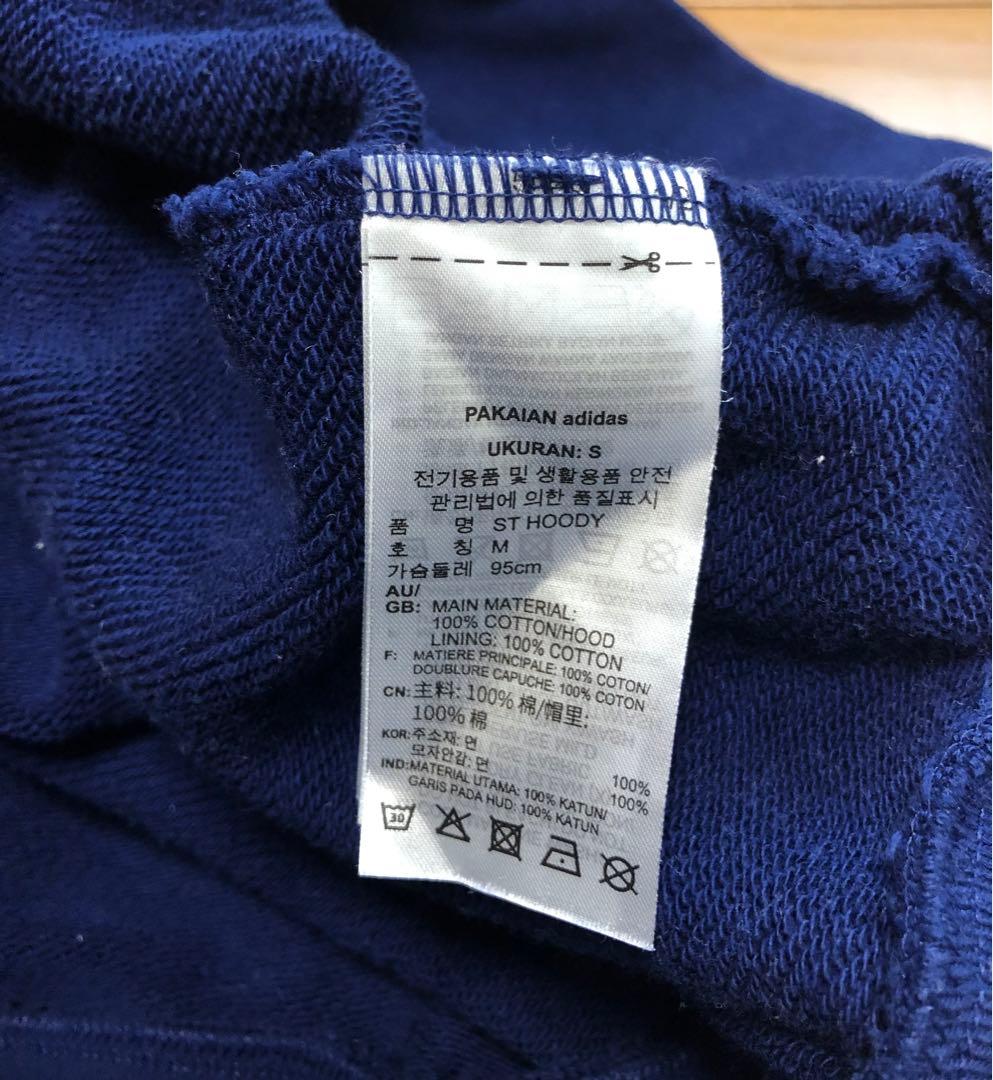 PAKAIAN adidas
UKURAN: S
전기용품 및 생활용품 안전
관리법에 의한 품질표시
품 명 ST HOODY
호 칭 M
가슴둘레 95cm
AU/
GB: MAIN MATERIAL:
100% COTTON/HOOD
LINING: 100% COTTON
F: MATIERE PRINCIPALE: 100% COTON/
DOUBLURE CAPUCHE: 100% COTON
CN: 主料: 100% 棉/帽里:
100% 棉
KOR: 주소재: 면 100%
모자안감: 면 100%
IND: MATERIAL UTAMA: 100% KATUN/
GARIS PADA HUD: 100% KATUN
30